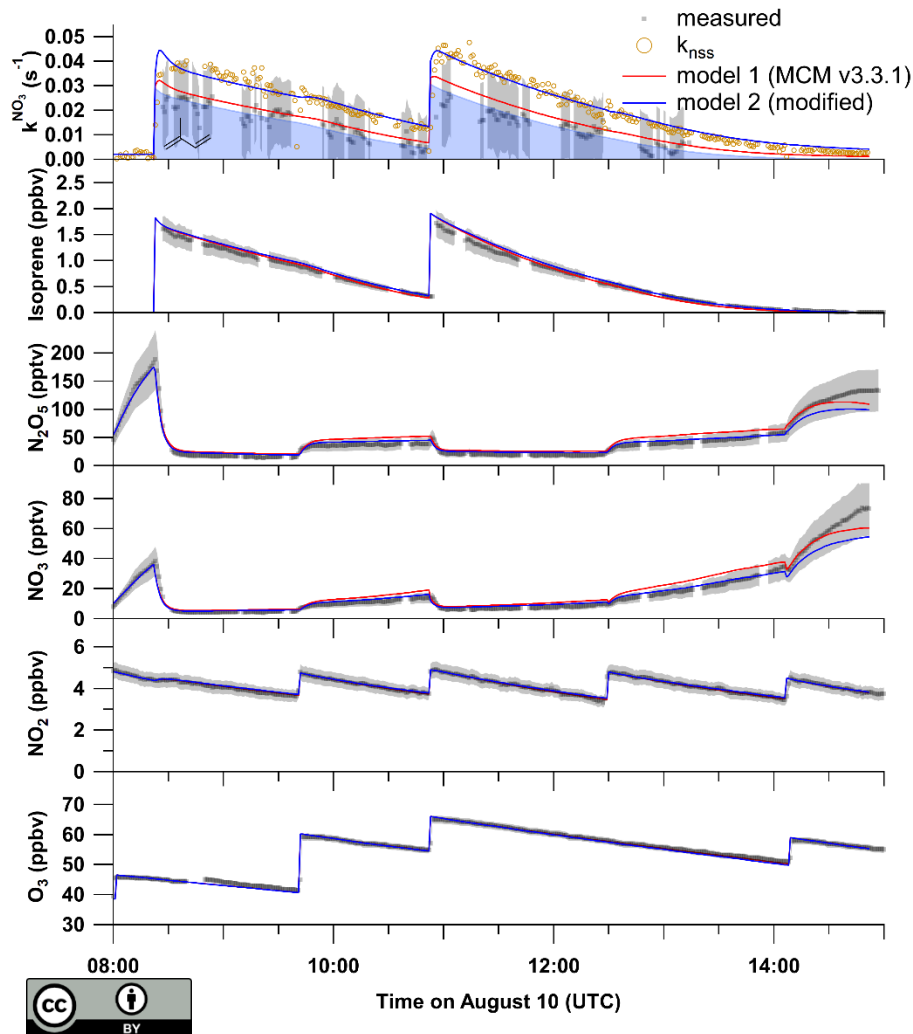 measured
kₙₛₛ
model 1 (MCM v3.3.1)
model 2 (modified)
k^NO₃ (s⁻¹)
0.05
0.04
0.03
0.02
0.01
0.00
Isoprene (ppbv)
2.5
2.0
1.5
1.0
0.5
0.0
N₂O₅ (pptv)
200
150
100
50
0
NO₃ (pptv)
80
60
40
20
0
NO₂ (ppbv)
6
4
2
0
O₃ (ppbv)
70
60
50
40
30
08:00 10:00 12:00 14:00
Time on August 10 (UTC)
cc
BY